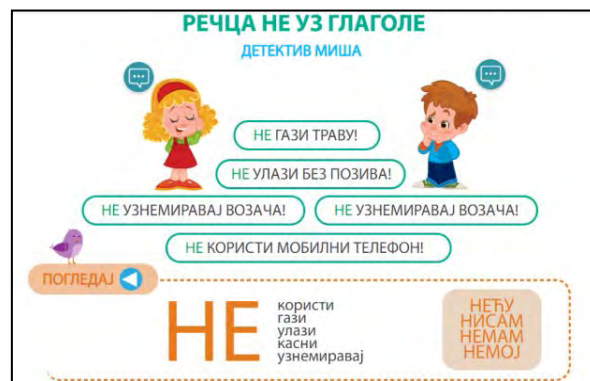 РЕЧЦА НЕ УЗ ГЛАГОЛЕ
ДЕТЕКТИВ МИША
НЕ ГАЗИ ТРАВУ!
НЕ УЛАЗИ БЕЗ ПОЗИВА!
НЕ УЗНЕМИРАВАЈ ВОЗАЧА!
НЕ УЗНЕМИРАВАЈ ВОЗАЧА!
НЕ КОРИСТИ МОБИЛНИ ТЕЛЕФОН!
ПОГЛЕДАЈ
НЕ
користи
гази
улази
касни
узнемиравај
НЕЋУ
НИСАМ
НЕМАМ
НЕМОЈ